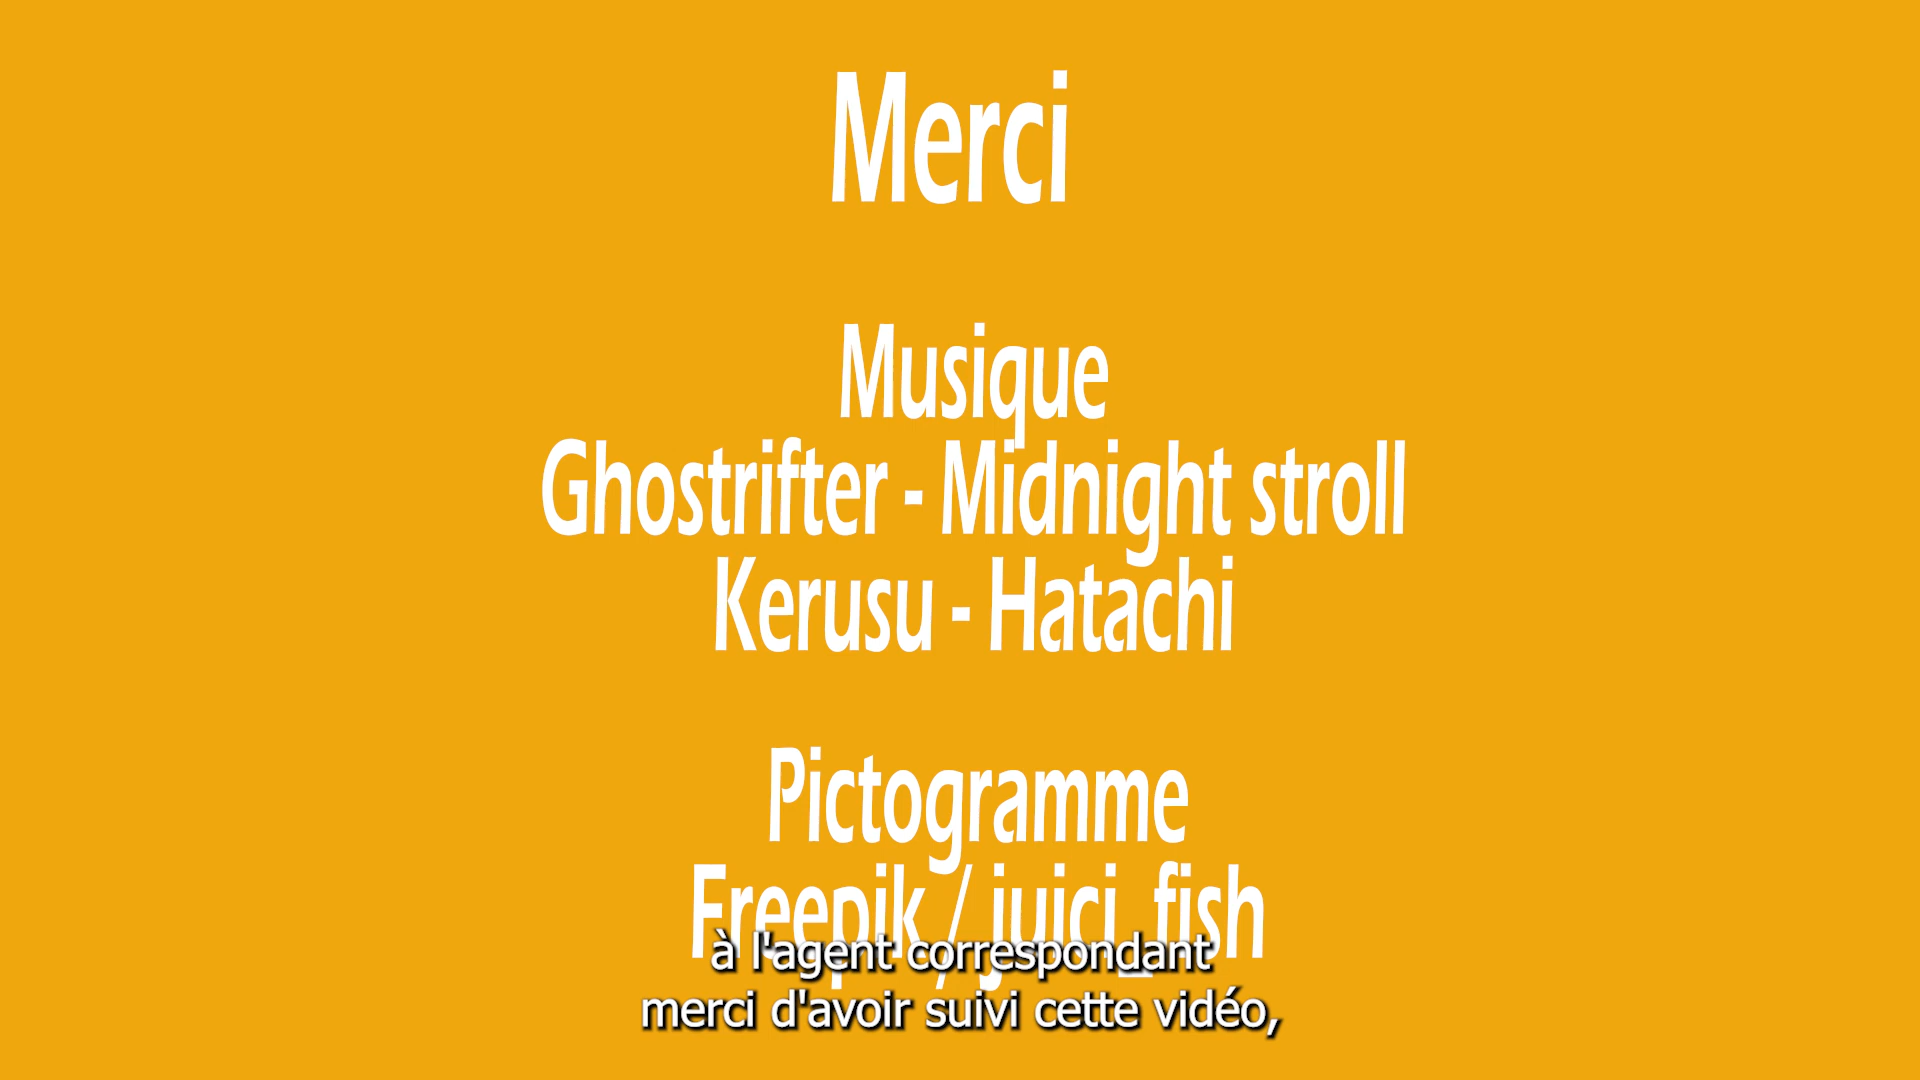 Merci
Musique
Ghostrifter - Midnight stroll
Kerusu - Hatachi
Pictogramme
Freepik / juici_fish
à l'agent correspondant
merci d'avoir suivi cette vidéo,